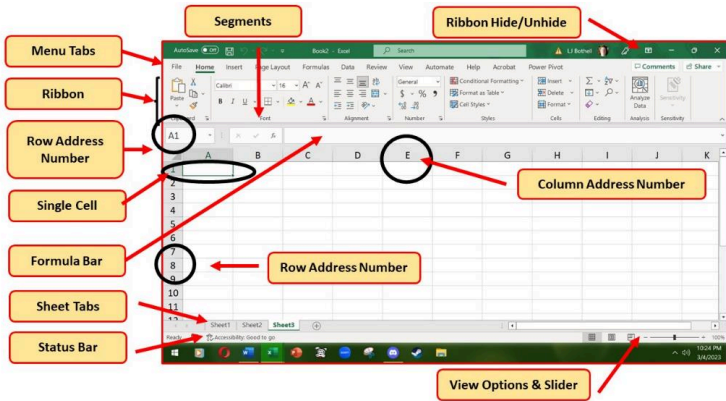 Segments
Ribbon Hide/Unhide
Menu Tabs
Ribbon
Row Address
Number
Single Cell
Formula Bar
Sheet Tabs
Status Bar
Column Address Number
Row Address Number
View Options & Slider
AutoSave Off Book2 - Excel Search LJ Bothell
File Home Insert Page Layout Formulas Data Review View Automate Help Acrobat Power Pivot Comments Share
Paste Calibri 16 A A General Conditional Formatting Insert
B I U $ % 9 Format as Table Delete Analyze Sensitivity
Cell Styles Format Data
Clipboard Font Alignment Number Styles Cells Editing Analysis Sensitivity
A1 fx
A B C D E F G H I J K
1
2
3
4
5
6
7
8
9
10
11
12
Sheet1 Sheet2 Sheet3
Ready Accessibility: Good to go 100%
10:24 PM
3/4/2023